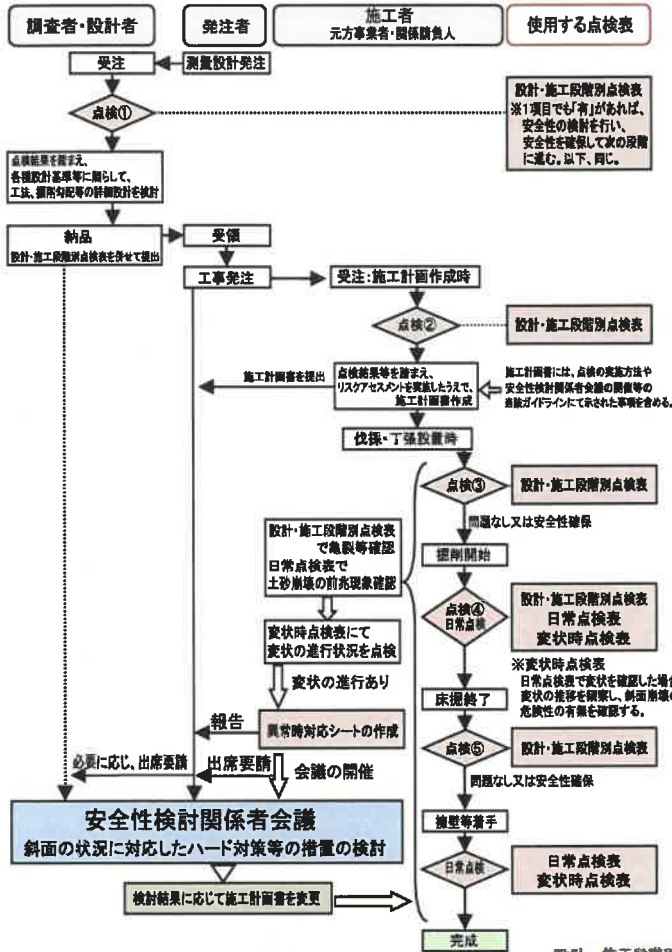 調査者・設計者
発注者
施工者
元方事業者・関係請負人
使用する点検表
受注
測量設計発注
点検①
設計・施工段階別点検表
※1項目でも「有」があれば、
安全性の検討を行い、
安全性を確保して次の段階
に進む。以下、同じ。
点検結果を踏まえ、
各種設計基準等に照らして、
工法、掘削勾配等の詳細設計を検討
納品
設計・施工段階別点検表を併せて提出
受領
工事発注
受注:施工計画作成時
点検②
設計・施工段階別点検表
施工計画書を提出
点検結果等を踏まえ、
リスクアセスメントを実施したうえで、
施工計画書作成
施工計画書には、点検の実施方法や
安全性検討関係者会議の開催等の
当該ガイドラインにて示された事項を含める。
伐採・丁張設置時
点検③
設計・施工段階別点検表
問題なし又は安全性確保
設計・施工段階別点検表
で亀裂等確認
日常点検表で
土砂崩壊の前兆現象確認
掘削開始
点検④
日常点検
設計・施工段階別点検表
日常点検表
変状時点検表
変状時点検表にて
変状の進行状況を点検
変状の進行あり
※変状時点検表
日常点検表で変状を確認した場合
変状の推移を観察し、斜面崩壊の
危険性の有無を確認する。
床掘終了
報告
異常時対応シートの作成
点検⑤
設計・施工段階別点検表
必要に応じ、出席要請
出席要請
会議の開催
問題なし又は安全性確保
安全性検討関係者会議
斜面の状況に対応したハード対策等の措置の検討
擁壁等着手
日常点検
日常点検表
変状時点検表
検討結果に応じて施工計画書を変更
完成